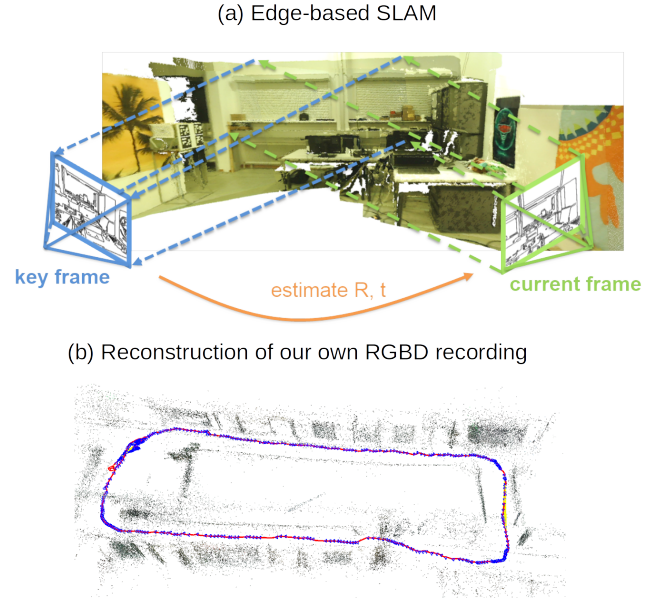 (a) Edge-based SLAM
key frame
estimate R, t
current frame
(b) Reconstruction of our own RGBD recording